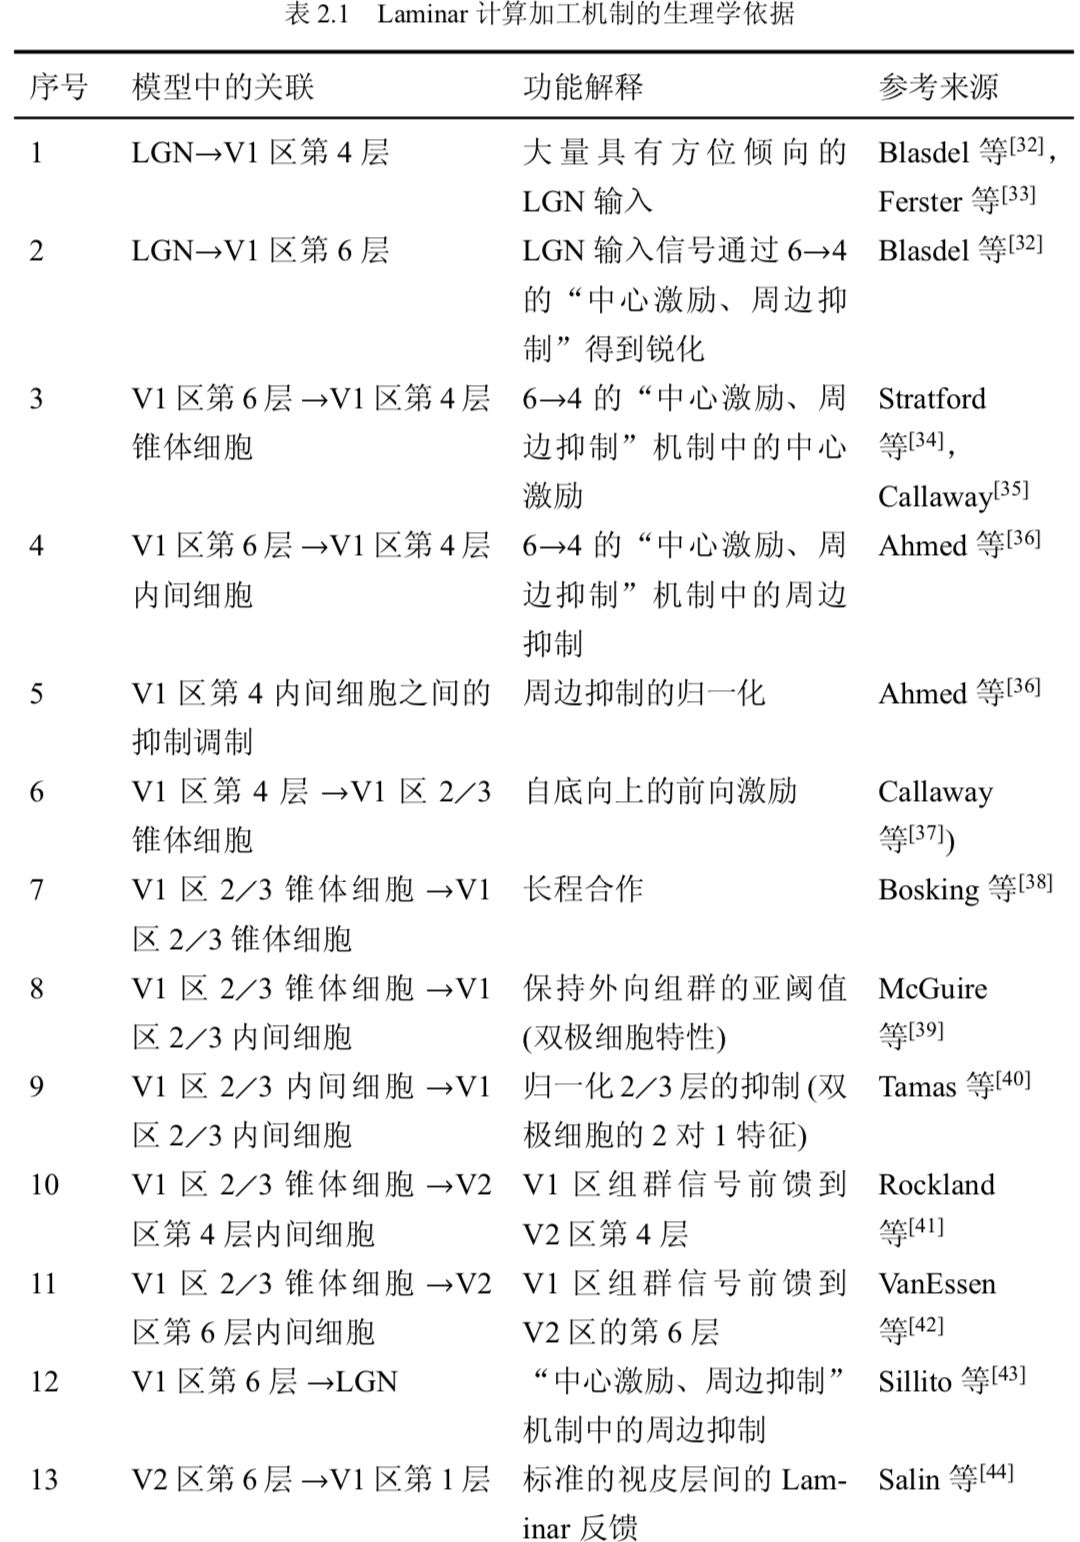 表 2.1 Laminar 计算加工机制的生理学依据
序号 模型中的关联 功能解释 参考来源
1 LGN→V1 区第 4 层 大量具有方位倾向的 Blasdel 等[32],
LGN 输入 Ferster 等[33]
2 LGN→V1 区第 6 层 LGN 输入信号通过 6→4 Blasdel 等[32]
的“中心激励、周边抑
制”得到锐化
3 V1 区第 6 层 →V1 区第 4 层 6→4 的“中心激励、周 Stratford
锥体细胞 边抑制”机制中的中心 等[34],
激励 Callaway[35]
4 V1 区第 6 层 →V1 区第 4 层 6→4 的“中心激励、周 Ahmed 等[36]
内间细胞 边抑制”机制中的周边
抑制
5 V1 区第 4 内间细胞之间的 周边抑制的归一化 Ahmed 等[36]
抑制调制
6 V1 区第 4 层 →V1 区 2/3 自底向上的前向激励 Callaway
锥体细胞 等[37])
7 V1 区 2/3 锥体细胞 →V1 长程合作 Bosking 等[38]
区 2/3 锥体细胞
8 V1 区 2/3 锥体细胞 →V1 保持外向组群的亚阈值 McGuire
区 2/3 内间细胞 (双极细胞特性) 等[39]
9 V1 区 2/3 内间细胞 →V1 归一化 2/3 层的抑制 (双 Tamas 等[40]
区 2/3 内间细胞 极细胞的 2 对 1 特征)
10 V1 区 2/3 锥体细胞 →V2 V1 区组群信号前馈到 Rockland
区第 4 层内间细胞 V2 区第 4 层 等[41]
11 V1 区 2/3 锥体细胞 →V2 V1 区组群信号前馈到 VanEssen
区第 6 层内间细胞 V2 区的第 6 层 等[42]
12 V1 区第 6 层 →LGN “中心激励、周边抑制” Sillito 等[43]
机制中的周边抑制
13 V2 区第 6 层 →V1 区第 1 层 标准的视皮层间的 Lam- Salin 等[44]
inar 反馈